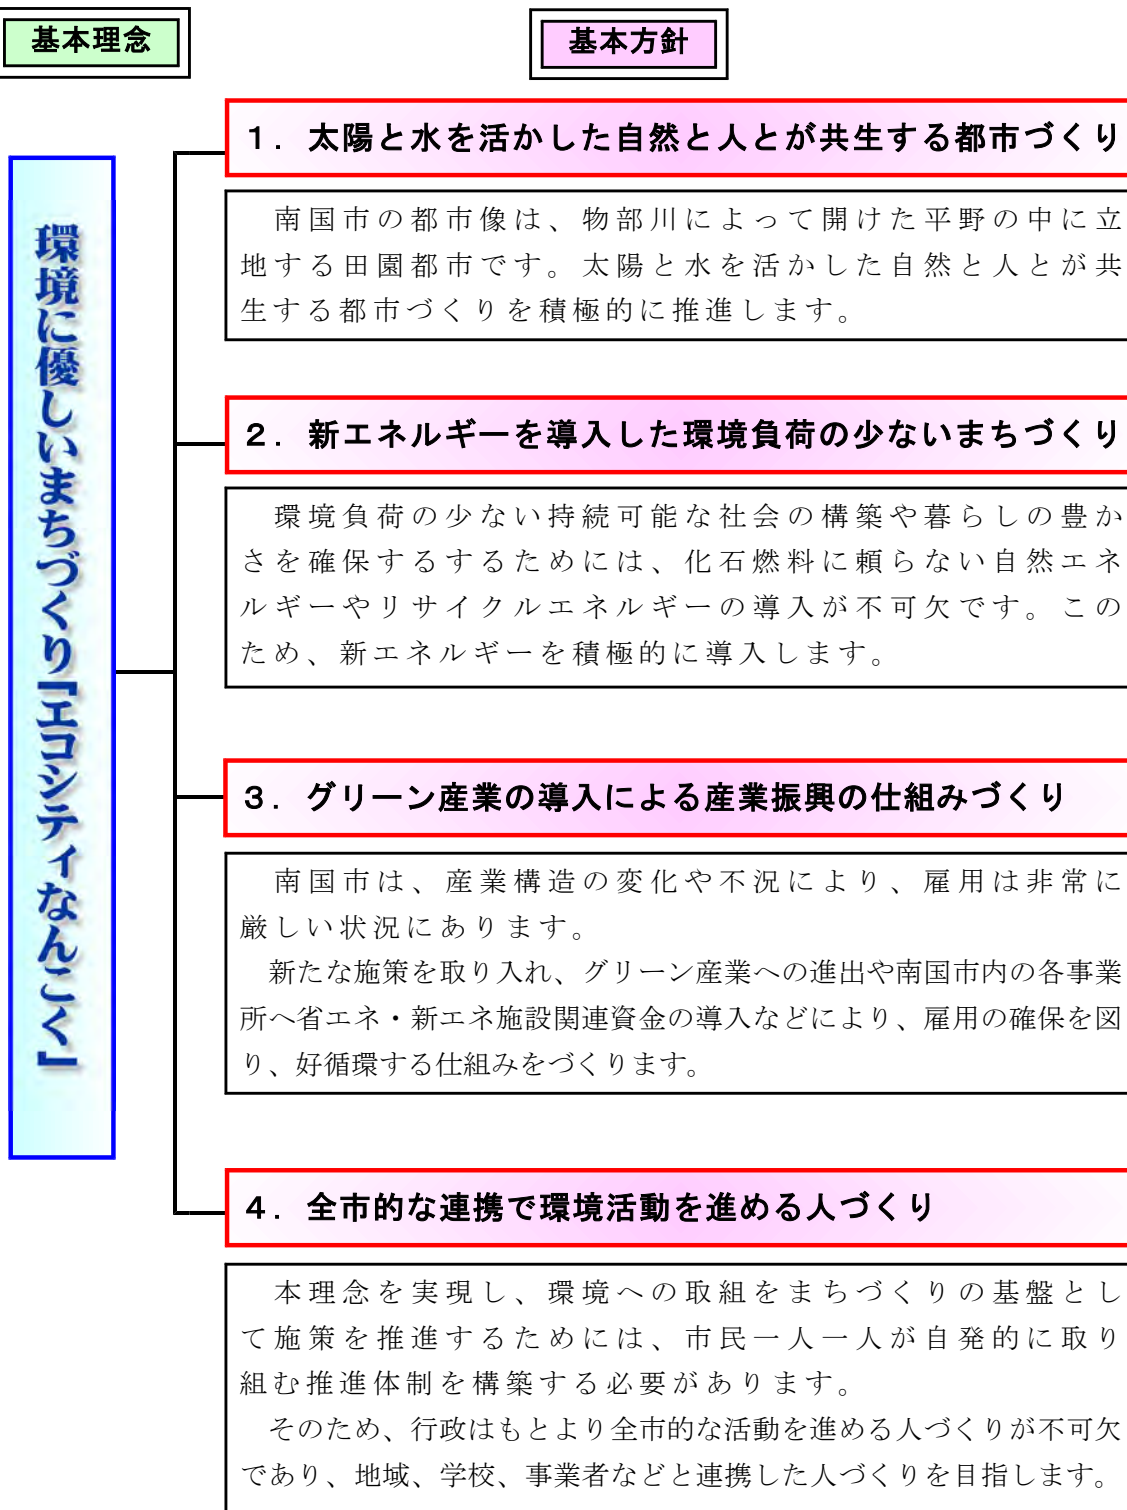 基本理念
基本方針
環境に優しいまちづくり『エコシティなんこく』
１．太陽と水を活かした自然と人とが共生する都市づくり
南国市の都市像は、物部川によって開けた平野の中に立
地する田園都市です。太陽と水を活かした自然と人とが共
生する都市づくりを積極的に推進します。
２．新エネルギーを導入した環境負荷の少ないまちづくり
環境負荷の少ない持続可能な社会の構築や暮らしの豊か
さを確保するするためには、化石燃料に頼らない自然エネ
ルギーやリサイクルエネルギーの導入が不可欠です。この
ため、新エネルギーを積極的に導入します。
３．グリーン産業の導入による産業振興の仕組みづくり
南国市は、産業構造の変化や不況により、雇用は非常に
厳しい状況にあります。
新たな施策を取り入れ、グリーン産業への進出や南国市内の各事業
所へ省エネ・新エネ施設関連資金の導入などにより、雇用の確保を図
り、好循環する仕組みをづくります。
４．全市的な連携で環境活動を進める人づくり
本理念を実現し、環境への取組をまちづくりの基盤とし
て施策を推進するためには、市民一人一人が自発的に取り
組む推進体制を構築する必要があります。
そのため、行政はもとより全市的な活動を進める人づくりが不可欠
であり、地域、学校、事業者などと連携した人づくりを目指します。